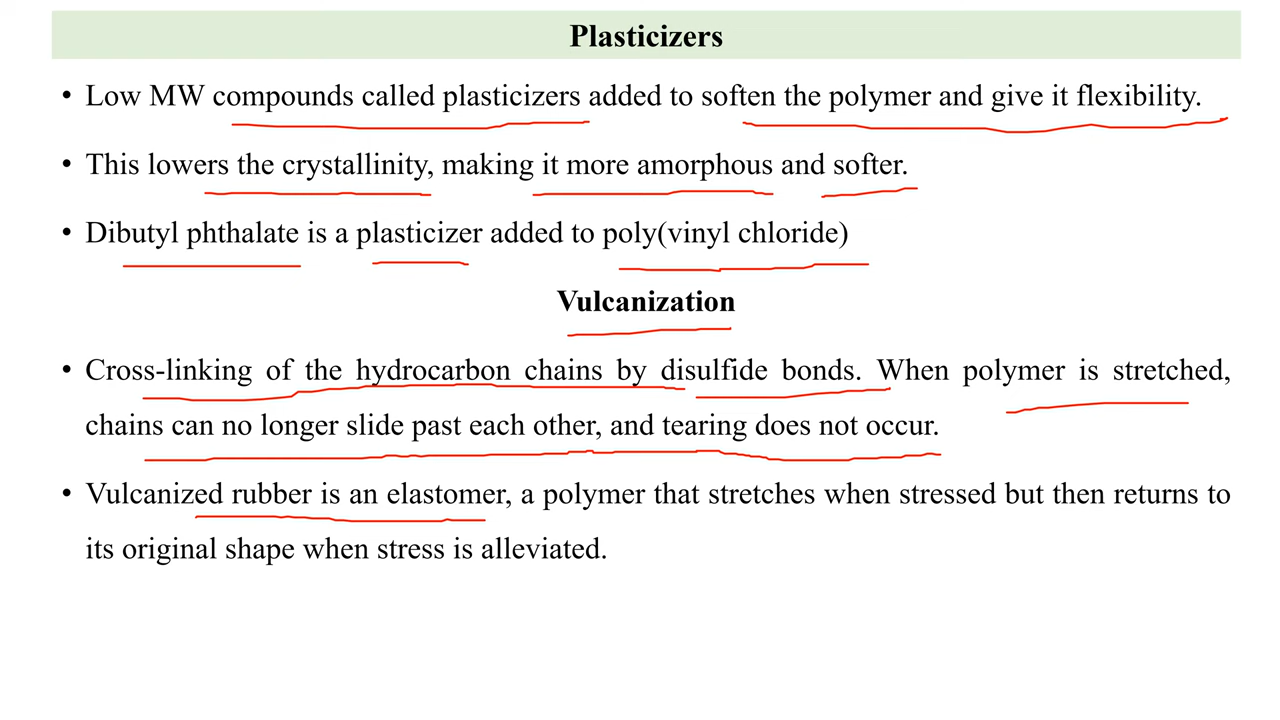 Plasticizers
• Low MW compounds called plasticizers added to soften the polymer and give it flexibility.
• This lowers the crystallinity, making it more amorphous and softer.
• Dibutyl phthalate is a plasticizer added to poly(vinyl chloride)
Vulcanization
• Cross-linking of the hydrocarbon chains by disulfide bonds. When polymer is stretched,
chains can no longer slide past each other, and tearing does not occur.
• Vulcanized rubber is an elastomer, a polymer that stretches when stressed but then returns to
its original shape when stress is alleviated.